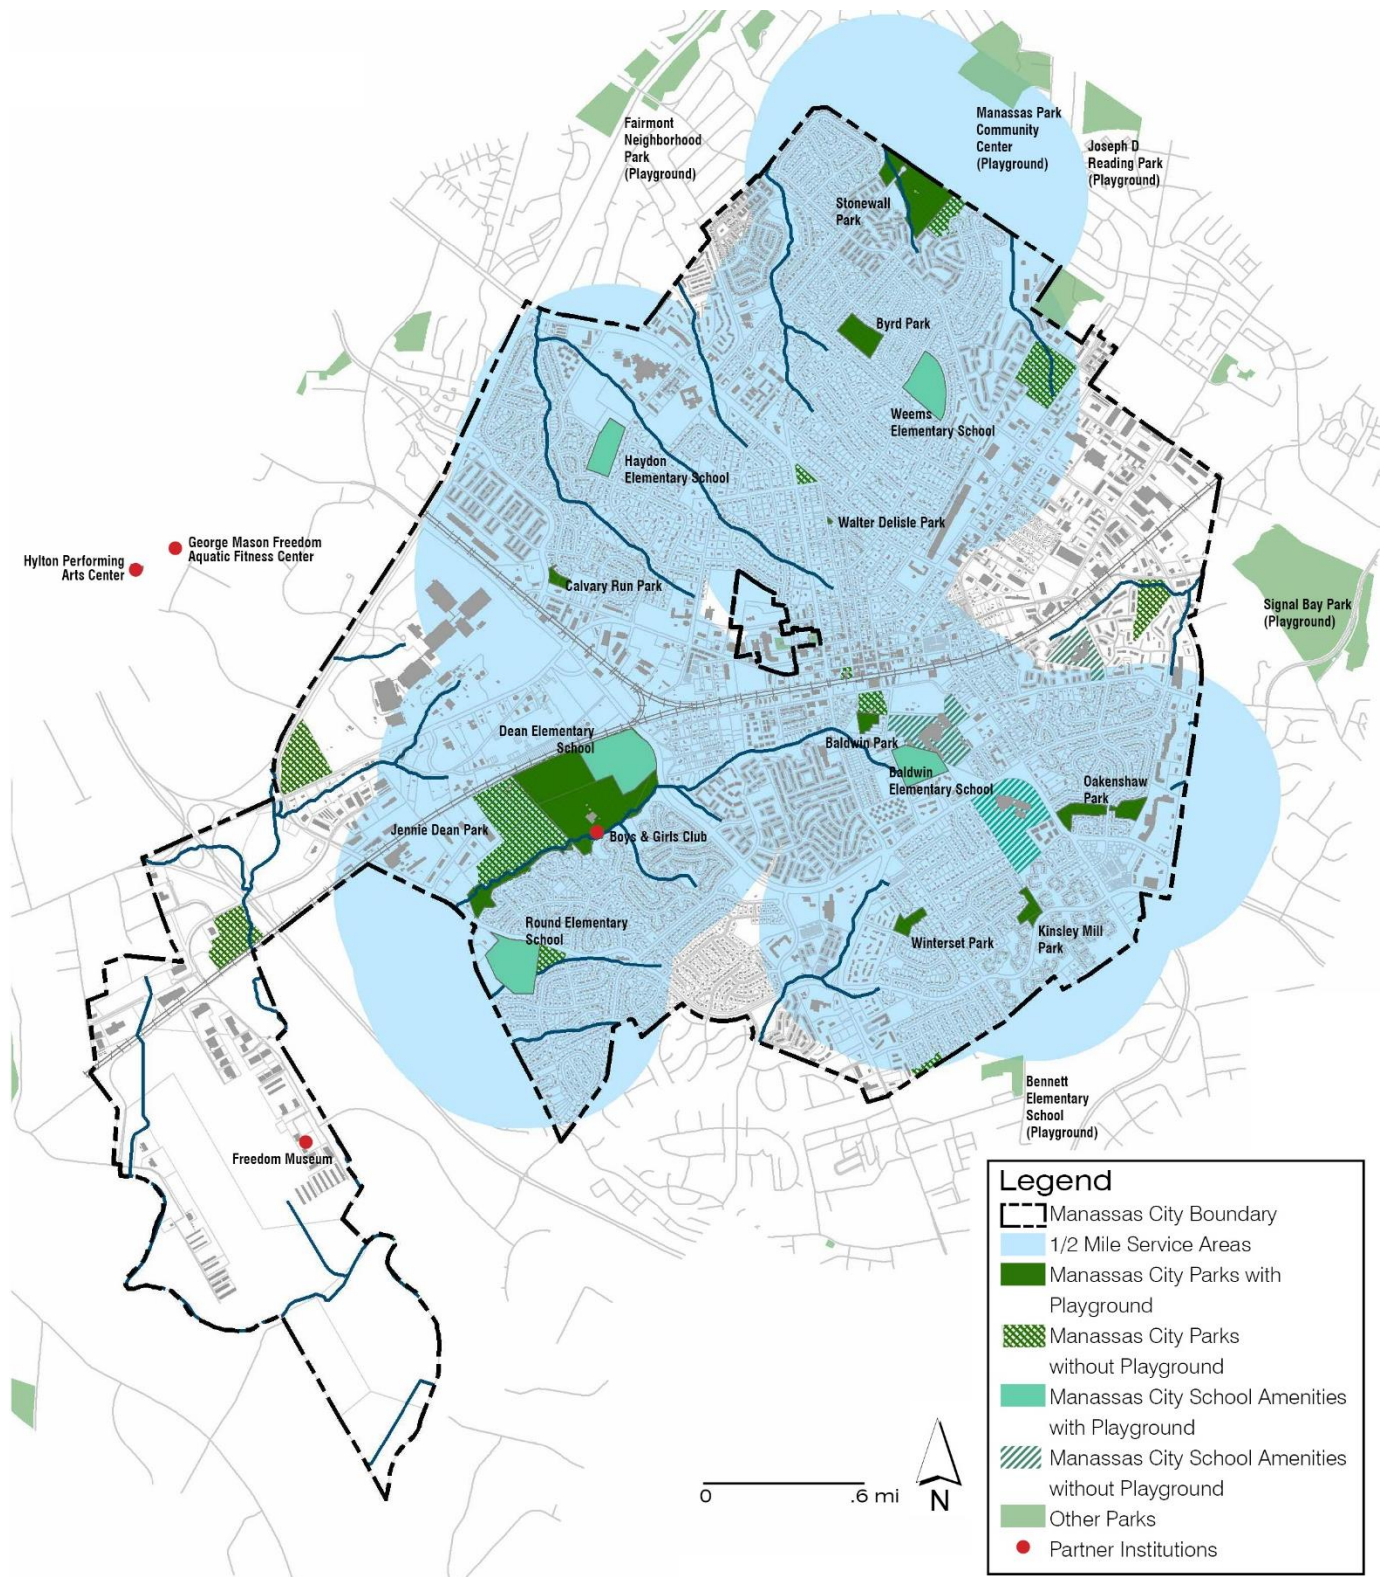 Fairmont
Neighborhood
Park
(Playground)
Manassas Park
Community
Center
(Playground)
Joseph D
Reading Park
(Playground)
Stonewall
Park
Byrd Park
Weems
Elementary School
Haydon
Elementary School
Walter Delisle Park
George Mason Freedom
Aquatic Fitness Center
Hylton Performing
Arts Center
Calvary Run Park
Signal Bay Park
(Playground)
Dean Elementary
School
Baldwin Park
Baldwin
Elementary School
Oakenshaw
Park
Jennie Dean Park
Boys & Girls Club
Round Elementary
School
Winterset Park
Kinsley Mill
Park
Bennett
Elementary
School
(Playground)
Freedom Museum
Legend
Manassas City Boundary
1/2 Mile Service Areas
Manassas City Parks with
Playground
Manassas City Parks
without Playground
Manassas City School Amenities
with Playground
Manassas City School Amenities
without Playground
Other Parks
Partner Institutions
0 .6 mi
N